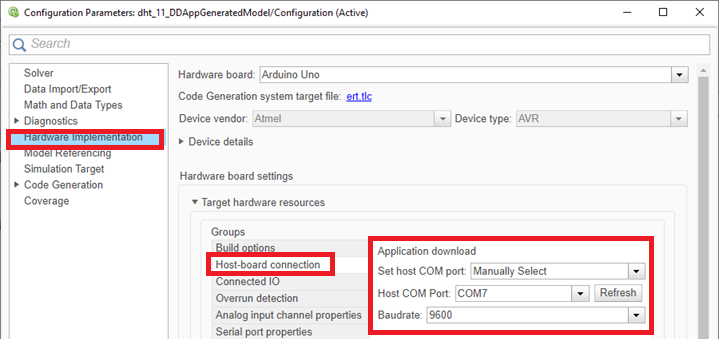 Configuration Parameters: dht_11_DDAppGeneratedModel/Configuration (Active)
Search
Solver
Data Import/Export
Math and Data Types
Diagnostics
Hardware Implementation
Model Referencing
Simulation Target
Code Generation
Coverage
Hardware board: Arduino Uno
Code Generation system target file: ert.tlc
Device vendor: Atmel Device type: AVR
Device details
Hardware board settings
Target hardware resources
Groups
Build options
Host-board connection
Connected IO
Overrun detection
Analog input channel properties
Serial port properties
Application download
Set host COM port: Manually Select
Host COM Port: COM7 Refresh
Baudrate: 9600